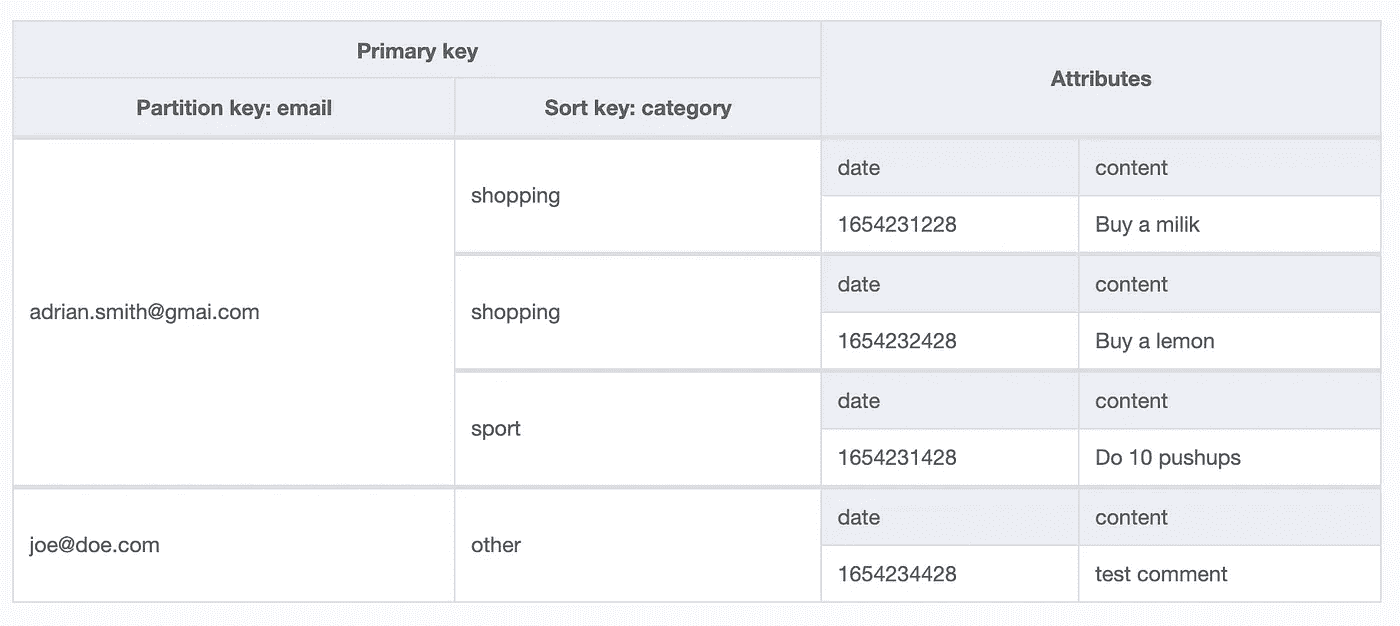 Primary key
Attributes
Partition key: email
Sort key: category
date
content
shopping
1654231228
Buy a milik
date
content
adrian.smith@gmai.com
shopping
1654232428
Buy a lemon
date
content
sport
1654231428
Do 10 pushups
date
content
joe@doe.com
other
1654234428
test comment